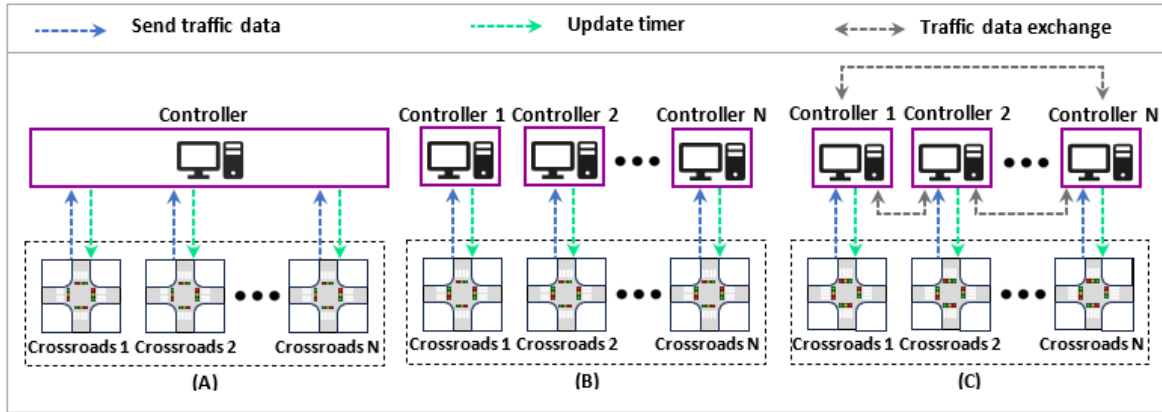 Send traffic data Update timer Traffic data exchange
Controller
Controller 1 Controller 2 Controller N
Controller 1 Controller 2 Controller N
Crossroads 1 Crossroads 2 Crossroads N
Crossroads 1 Crossroads 2 Crossroads N
Crossroads 1 Crossroads 2 Crossroads N
(A) (B) (C)